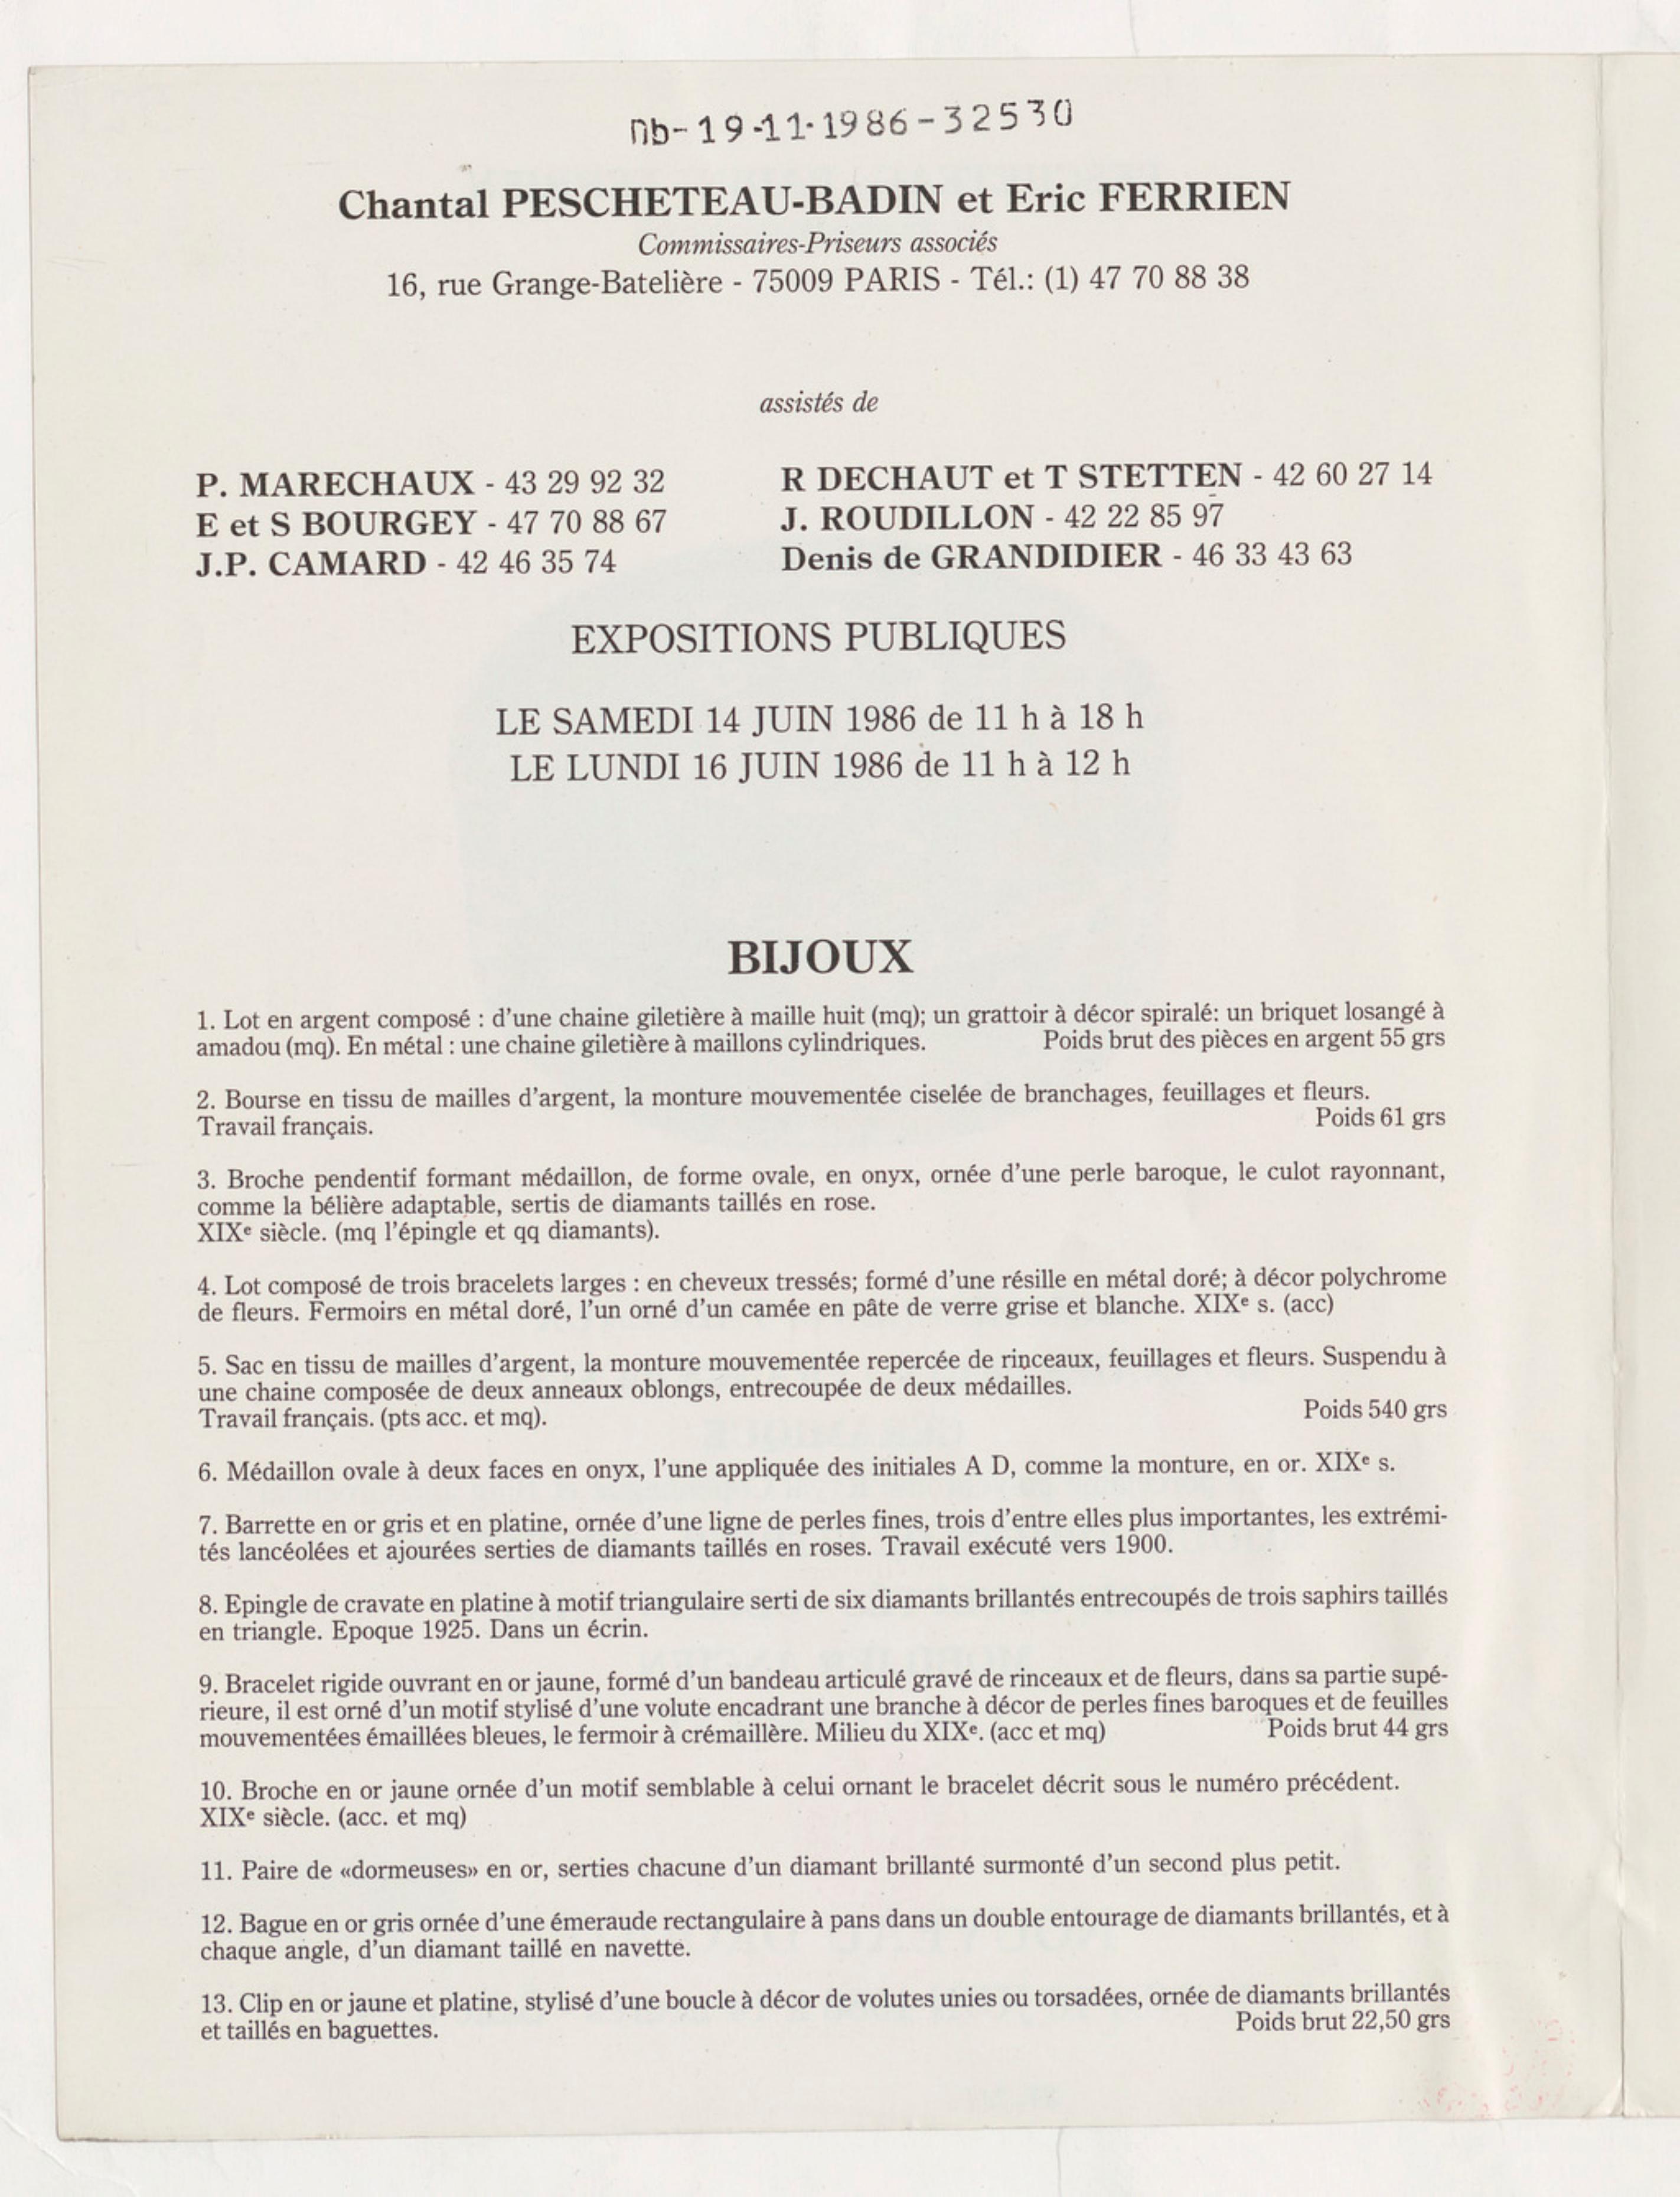 nb-19-11-1986-32530
Chantal PESCHETEAU-BADIN et Eric FERRIEN
Commissaires-Priseurs associés
16, rue Grange-Batelière - 75009 PARIS - Tél.: (1) 47 70 88 38
assistés de
P. MARECHAUX - 43 29 92 32
E et S BOURGEY - 47 70 88 67
J.P. CAMARD - 42 46 35 74
R DECHAUT et T STETTEN - 42 60 27 14
J. ROUDILLON - 42 22 85 97
Denis de GRANDIDIER - 46 33 43 63
EXPOSITIONS PUBLIQUES
LE SAMEDI 14 JUIN 1986 de 11 h à 18 h
LE LUNDI 16 JUIN 1986 de 11 h à 12 h
BIJOUX
1. Lot en argent composé : d'une chaine giletière à maille huit (mq); un grattoir à décor spiralé: un briquet losangé à
amadou (mq). En métal : une chaine giletière à maillons cylindriques. Poids brut des pièces en argent 55 grs
2. Bourse en tissu de mailles d'argent, la monture mouvementée ciselée de branchages, feuillages et fleurs.
Travail français. Poids 61 grs
3. Broche pendentif formant médaillon, de forme ovale, en onyx, ornée d'une perle baroque, le culot rayonnant,
comme la bélière adaptable, sertis de diamants taillés en rose.
XIXe siècle. (mq l'épingle et qq diamants).
4. Lot composé de trois bracelets larges : en cheveux tressés; formé d'une résille en métal doré; à décor polychrome
de fleurs. Fermoirs en métal doré, l'un orné d'un camée en pâte de verre grise et blanche. XIXe s. (acc)
5. Sac en tissu de mailles d'argent, la monture mouvementée repercée de rinceaux, feuillages et fleurs. Suspendu à
une chaine composée de deux anneaux oblongs, entrecoupée de deux médailles.
Travail français. (pts acc. et mq). Poids 540 grs
6. Médaillon ovale à deux faces en onyx, l'une appliquée des initiales A D, comme la monture, en or. XIXe s.
7. Barrette en or gris et en platine, ornée d'une ligne de perles fines, trois d'entre elles plus importantes, les extrémi-
tés lancéolées et ajourées serties de diamants taillés en roses. Travail exécuté vers 1900.
8. Epingle de cravate en platine à motif triangulaire serti de six diamants brillantés entrecoupés de trois saphirs taillés
en triangle. Epoque 1925. Dans un écrin.
9. Bracelet rigide ouvrant en or jaune, formé d'un bandeau articulé gravé de rinceaux et de fleurs, dans sa partie supé-
rieure, il est orné d'un motif stylisé d'une volute encadrant une branche à décor de perles fines baroques et de feuilles
mouvementées émaillées bleues, le fermoir à crémaillère. Milieu du XIXe. (acc et mq) Poids brut 44 grs
10. Broche en or jaune ornée d'un motif semblable à celui ornant le bracelet décrit sous le numéro précédent.
XIXe siècle. (acc. et mq)
11. Paire de «dormeuses» en or, serties chacune d'un diamant brillanté surmonté d'un second plus petit.
12. Bague en or gris ornée d'une émeraude rectangulaire à pans dans un double entourage de diamants brillantés, et à
chaque angle, d'un diamant taillé en navette.
13. Clip en or jaune et platine, stylisé d'une boucle à décor de volutes unies ou torsadées, ornée de diamants brillantés
et taillés en baguettes. Poids brut 22,50 grs